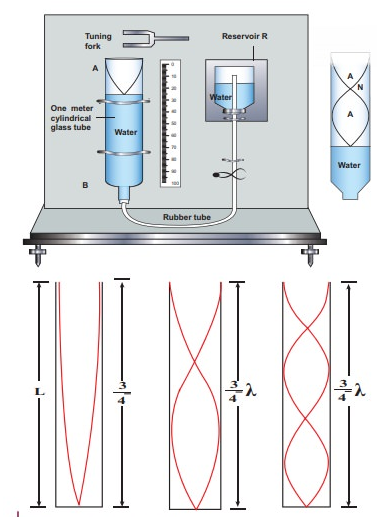 Tuning
fork
Reservoir R
A
0
10
20
30
40
50
60
70
80
90
100
Water
One meter
cylindrical
glass tube
Water
B
Rubber tube
A
N
A
Water
L
3
4
3
4
λ
3
4
λ